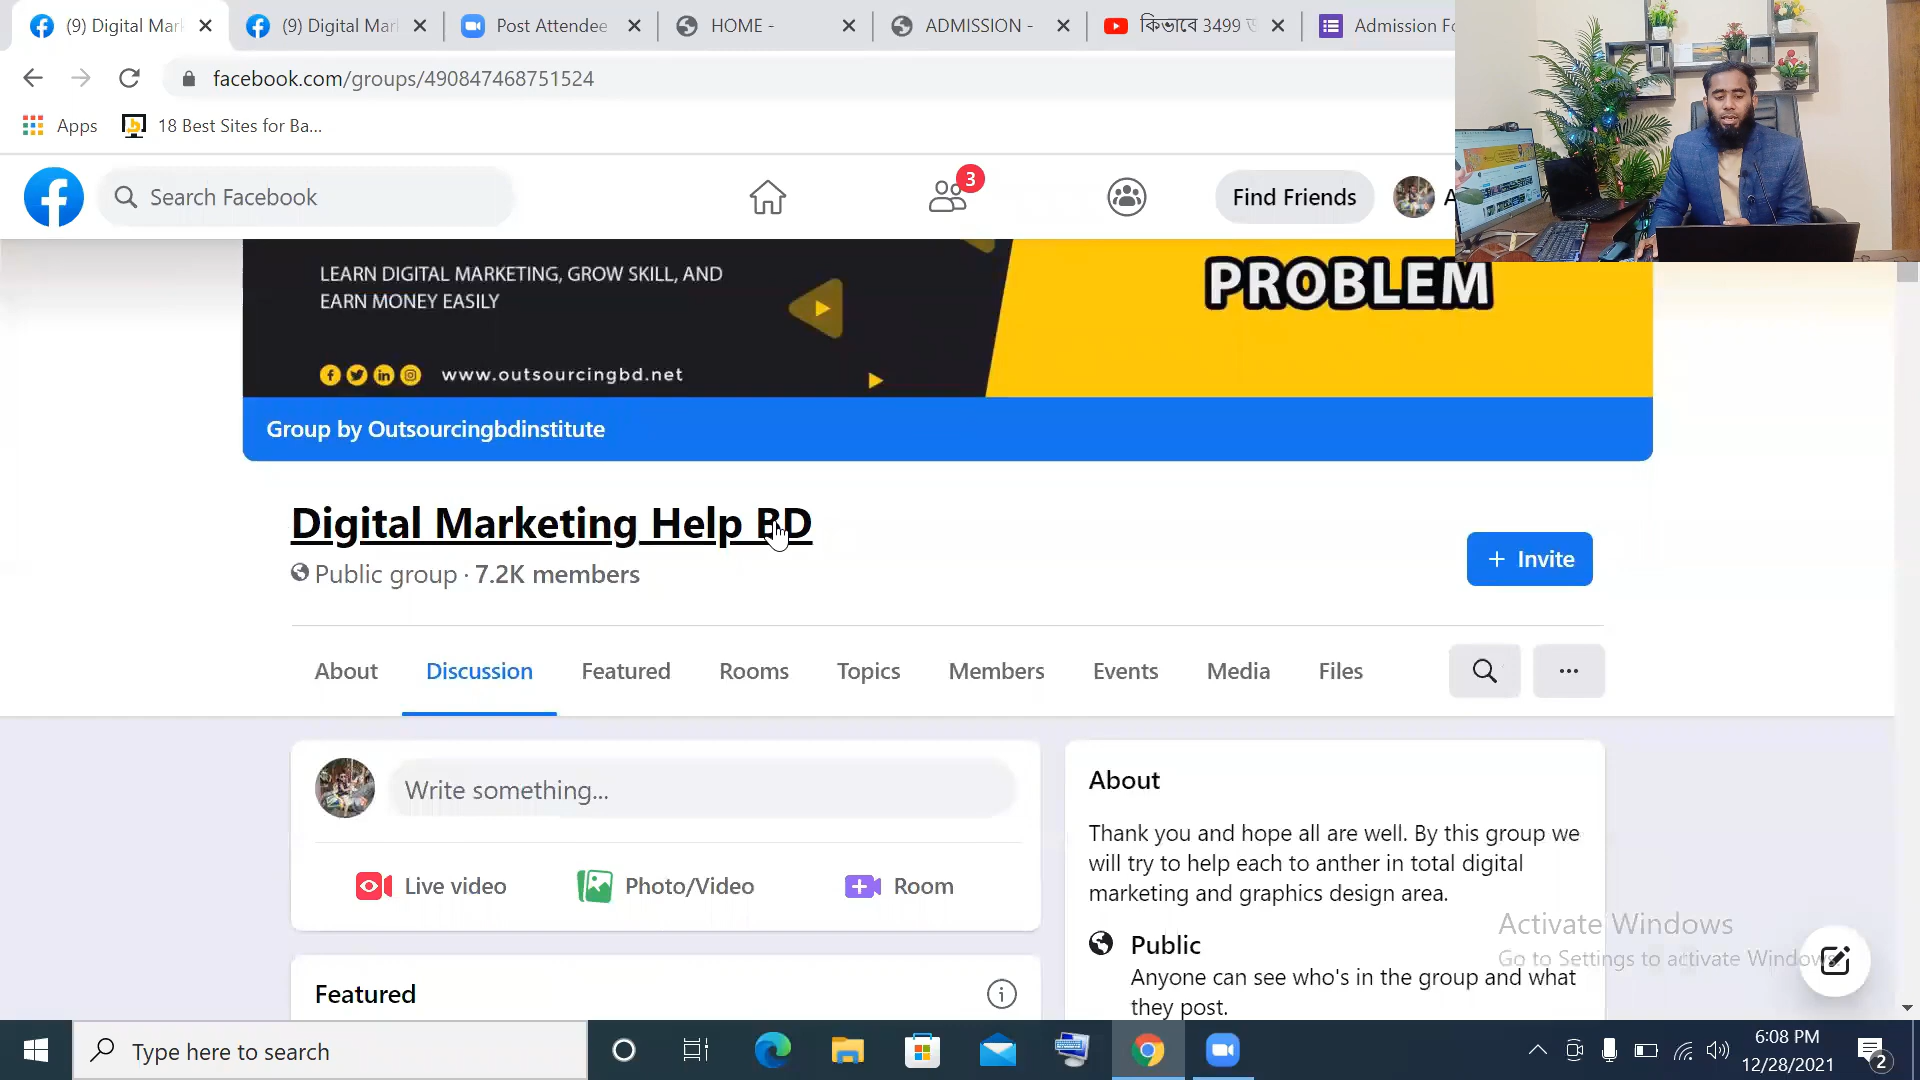 (9) Digital Mar
(9) Digital Mar
Post Attendee
HOME -
ADMISSION -
কিভাবে 3499
Admission Fo
facebook.com/groups/490847468751524
Apps
18 Best Sites for Ba...
Search Facebook
3
Find Friends
A
LEARN DIGITAL MARKETING, GROW SKILL, AND
EARN MONEY EASILY
PROBLEM
www.outsourcingbd.net
Group by Outsourcingbdinstitute
Digital Marketing Help BD
Public group · 7.2K members
+ Invite
About
Discussion
Featured
Rooms
Topics
Members
Events
Media
Files
Write something...
Live video
Photo/Video
Room
About
Thank you and hope all are well. By this group we
will try to help each to anther in total digital
marketing and graphics design area.
Public
Anyone can see who's in the group and what
they post.
Featured
Activate Windows
Go to Settings to activate Windows.
Type here to search
6:08 PM
12/28/2021
2